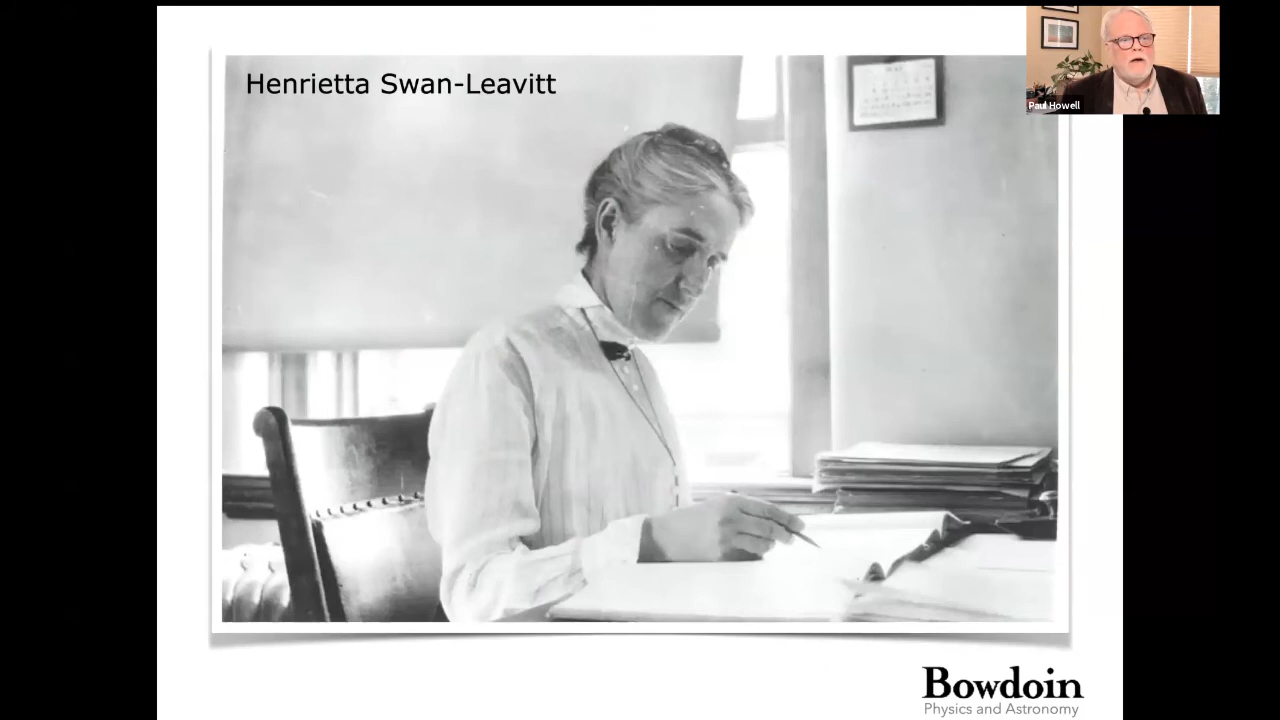 Henrietta Swan-Leavitt
Paul Howell
Bowdoin
Physics and Astronomy